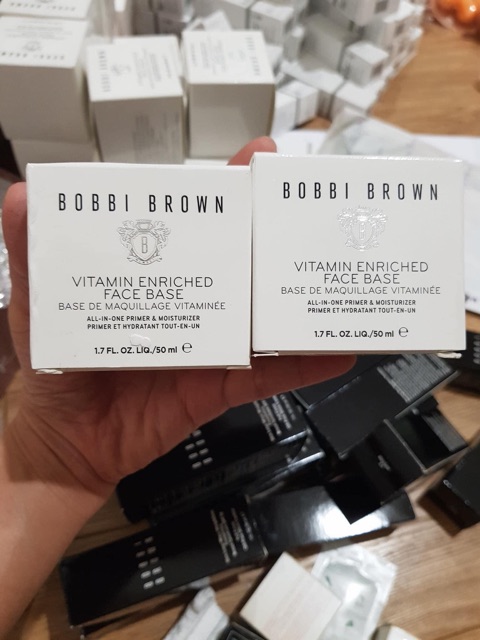 BOBBI BROWN
B
VITAMIN ENRICHED
FACE BASE
BASE DE MAQUILLAGE VITAMINÉE
ALL-IN-ONE PRIMER & MOISTURIZER
PRIMER ET HYDRATANT TOUT-EN-UN
1.7 FL. OZ. LIQ./50 ml ℮
BOBBI BROWN
VITAMIN ENRICHED
FACE BASE
BASE DE MAQUILLAGE VITAMINÉE
ALL-IN-ONE PRIMER & MOISTURIZER
PRIMER ET HYDRATANT TOUT-EN-UN
1.7 FL. OZ. LIQ./50 ml ℮